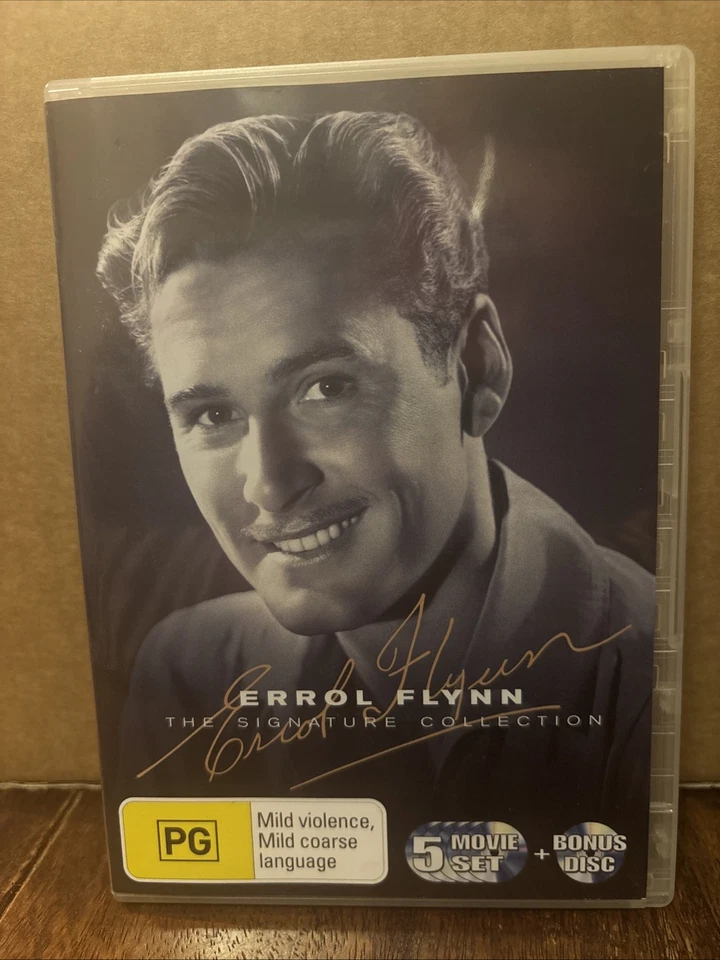 Errol Flynn
ERROL FLYNN
THE SIGNATURE COLLECTION
PG
Mild violence,
Mild coarse
language
5 MOVIE
SET
+
BONUS
DISC